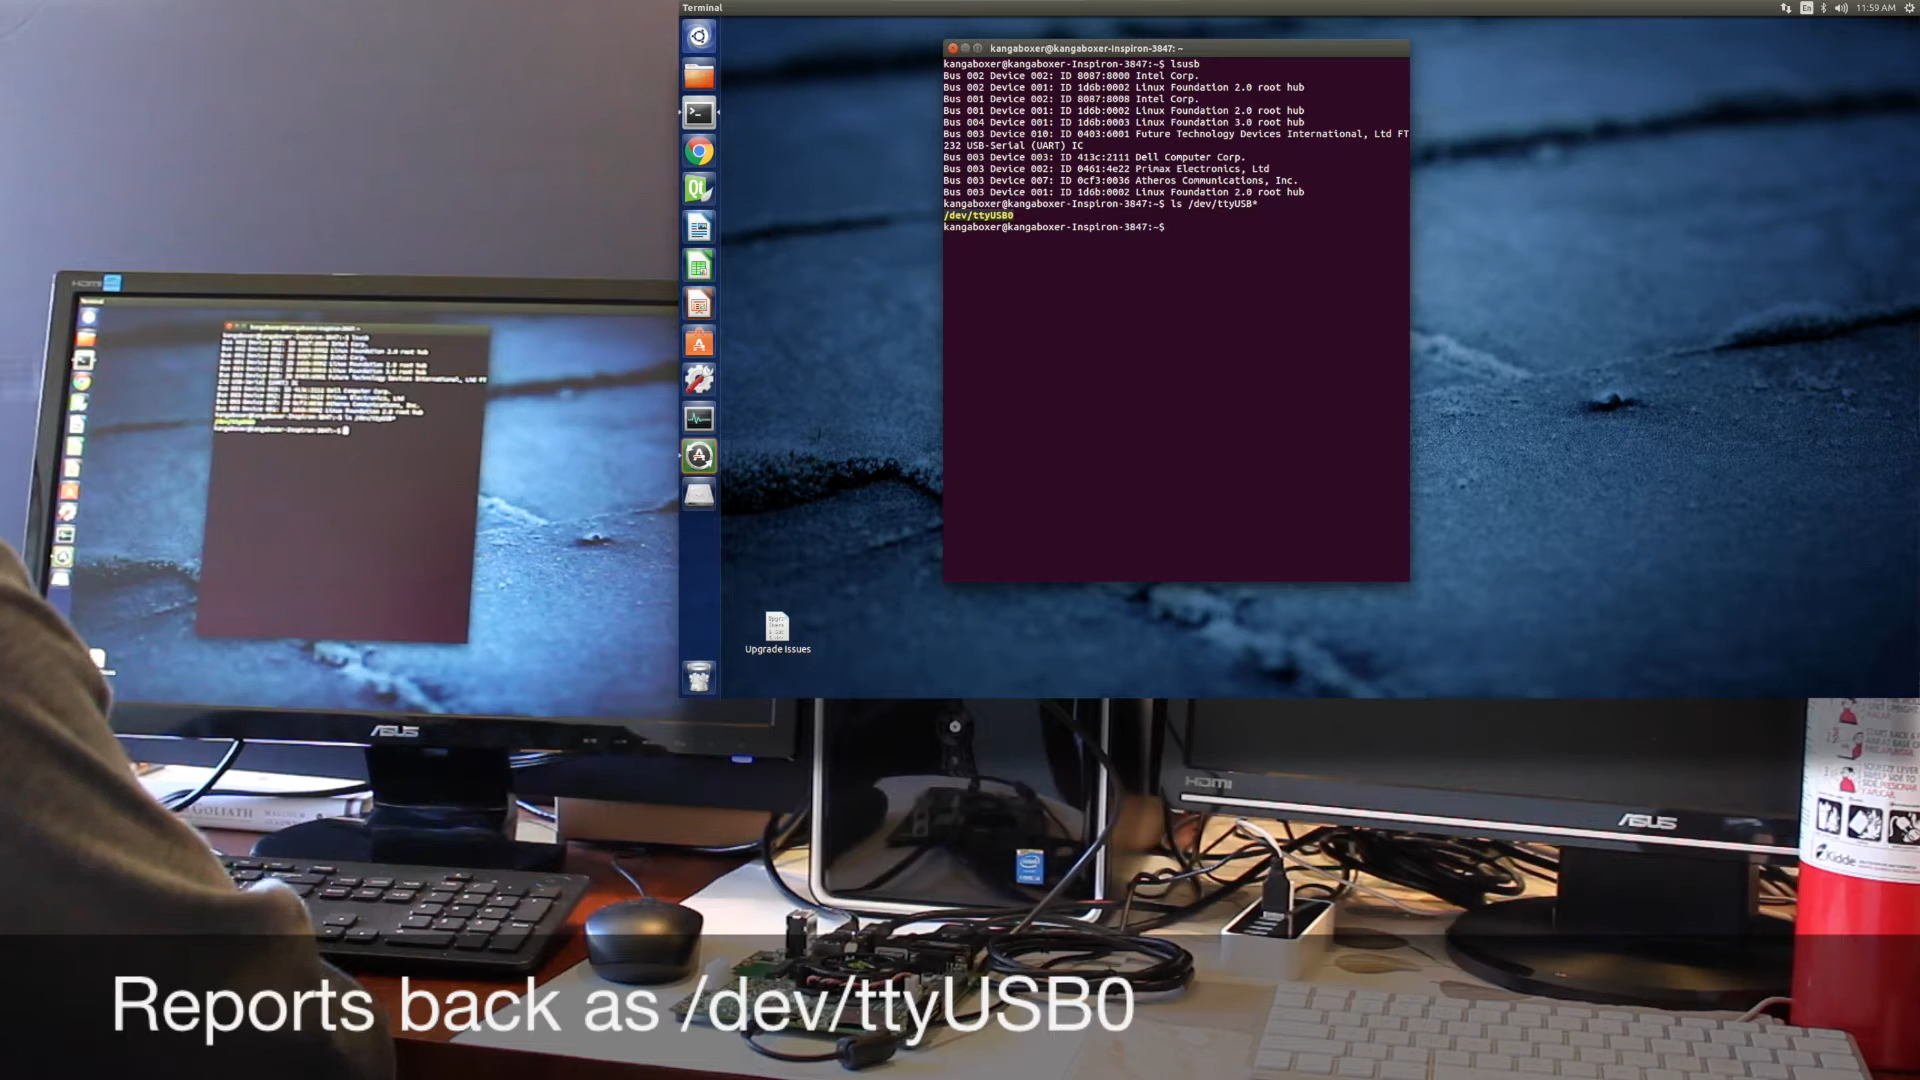 Terminal
En
11:59 AM
kangaboxer@kangaboxer-Inspiron-3847: ~
kangaboxer@kangaboxer-Inspiron-3847:~$ lsusb
Bus 002 Device 002: ID 8087:8000 Intel Corp.
Bus 002 Device 001: ID 1d6b:0002 Linux Foundation 2.0 root hub
Bus 001 Device 002: ID 8087:8008 Intel Corp.
Bus 001 Device 001: ID 1d6b:0002 Linux Foundation 2.0 root hub
Bus 004 Device 001: ID 1d6b:0003 Linux Foundation 3.0 root hub
Bus 003 Device 010: ID 0403:6001 Future Technology Devices International, Ltd FT
232 USB-Serial (UART) IC
Bus 003 Device 003: ID 413c:2111 Dell Computer Corp.
Bus 003 Device 002: ID 0461:4e22 Primax Electronics, Ltd
Bus 003 Device 007: ID 0cf3:0036 Atheros Communications, Inc.
Bus 003 Device 001: ID 1d6b:0002 Linux Foundation 2.0 root hub
kangaboxer@kangaboxer-Inspiron-3847:~$ ls /dev/ttyUSB*
/dev/ttyUSB0
kangaboxer@kangaboxer-Inspiron-3847:~$
Upgrade Issues
HDMI
ASUS
GOLIATH
HDMI
ASUS
Kidde
Reports back as /dev/ttyUSB0